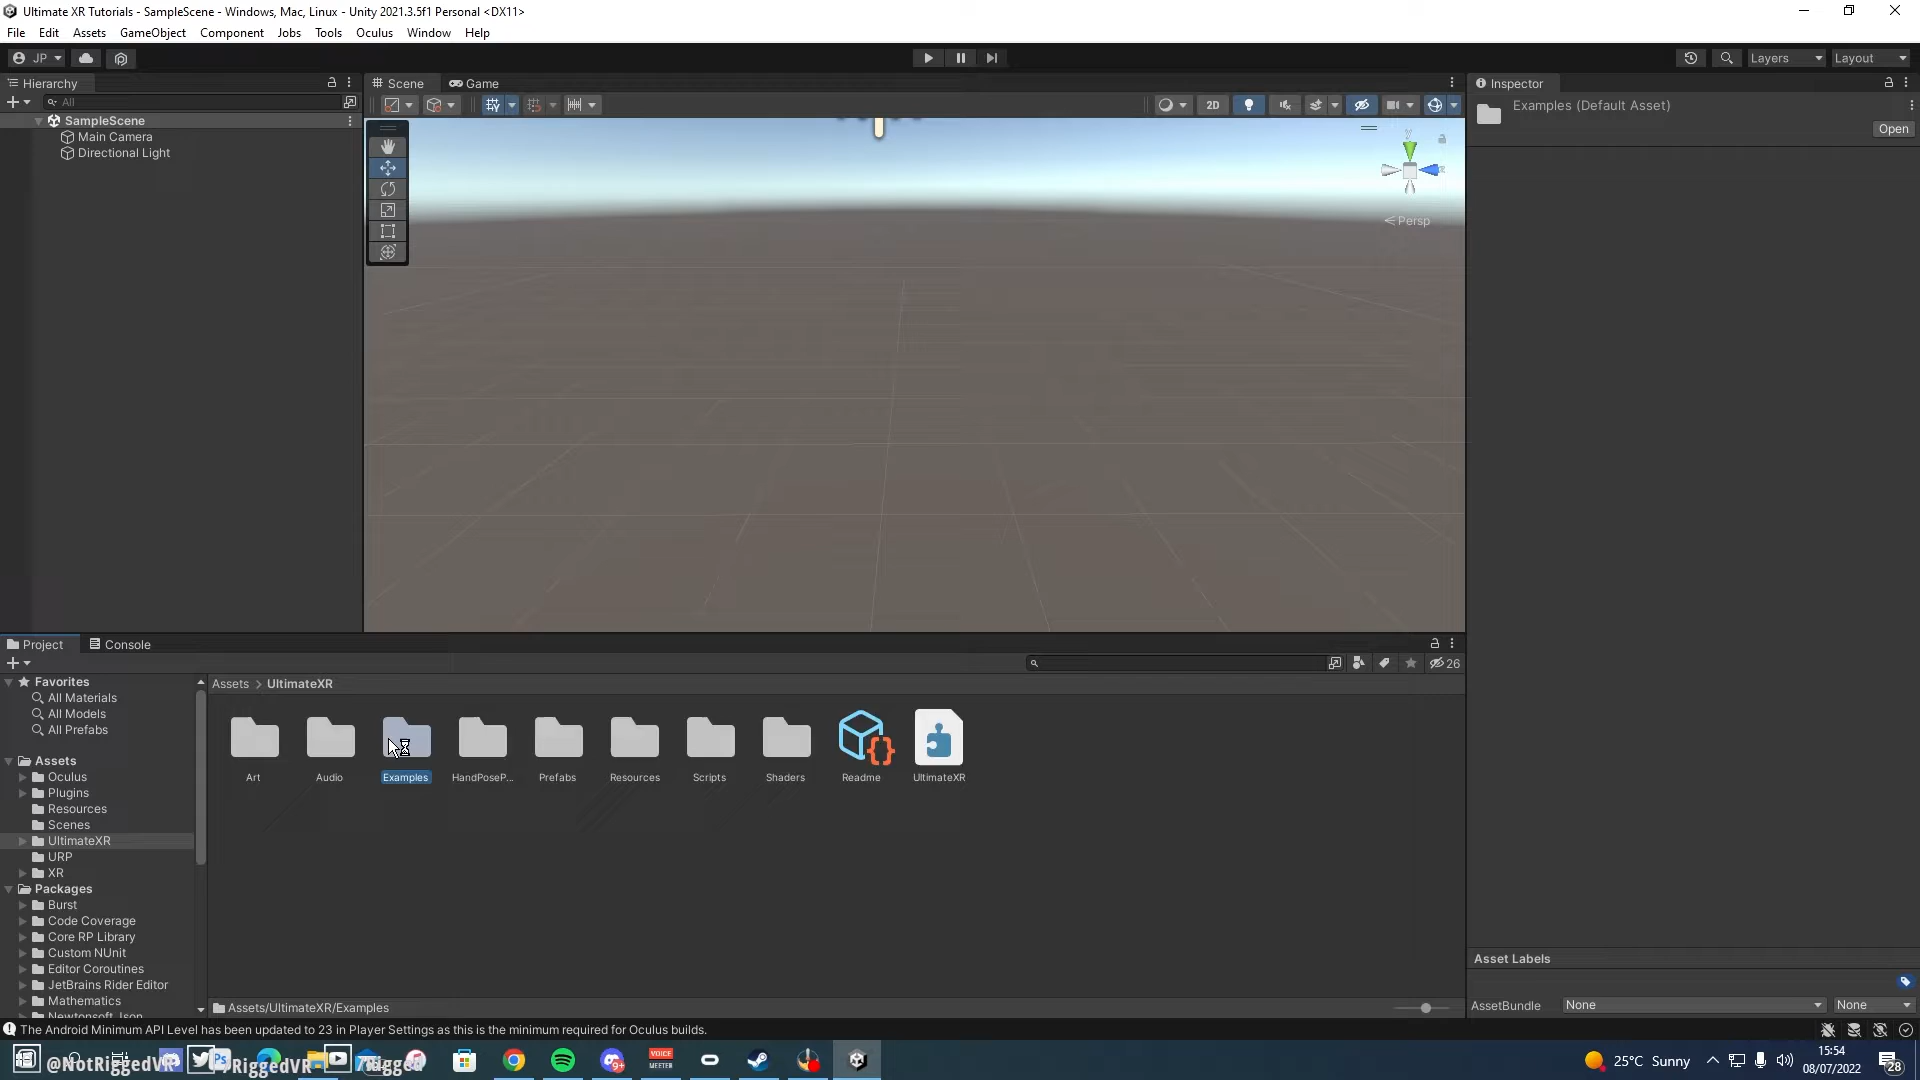 Ultimate XR Tutorials - SampleScene - Windows, Mac, Linux - Unity 2021.3.5f1 Personal <DX11>
File Edit Assets GameObject Component Jobs Tools Oculus Window Help
JP Layers Layout
Hierarchy
All
SampleScene
Main Camera
Directional Light
Scene Game
2D
Persp
Inspector
Examples (Default Asset)
Open
Project Console
26
Favorites
All Materials
All Models
All Prefabs
Assets
Oculus
Plugins
Resources
Scenes
UltimateXR
URP
XR
Packages
Burst
Code Coverage
Core RP Library
Custom NUnit
Editor Coroutines
JetBrains Rider Editor
Mathematics
Newtonsoft Json
Assets > UltimateXR
Art Audio Examples HandPoseP... Prefabs Resources Scripts Shaders Readme UltimateXR
Assets/UltimateXR/Examples
Asset Labels
AssetBundle None None
The Android Minimum API Level has been updated to 23 in Player Settings as this is the minimum required for Oculus builds.
@NotRiggedVR /RiggedVR /Rigged
VOICE MEETER
25°C Sunny
15:54
08/07/2022
28